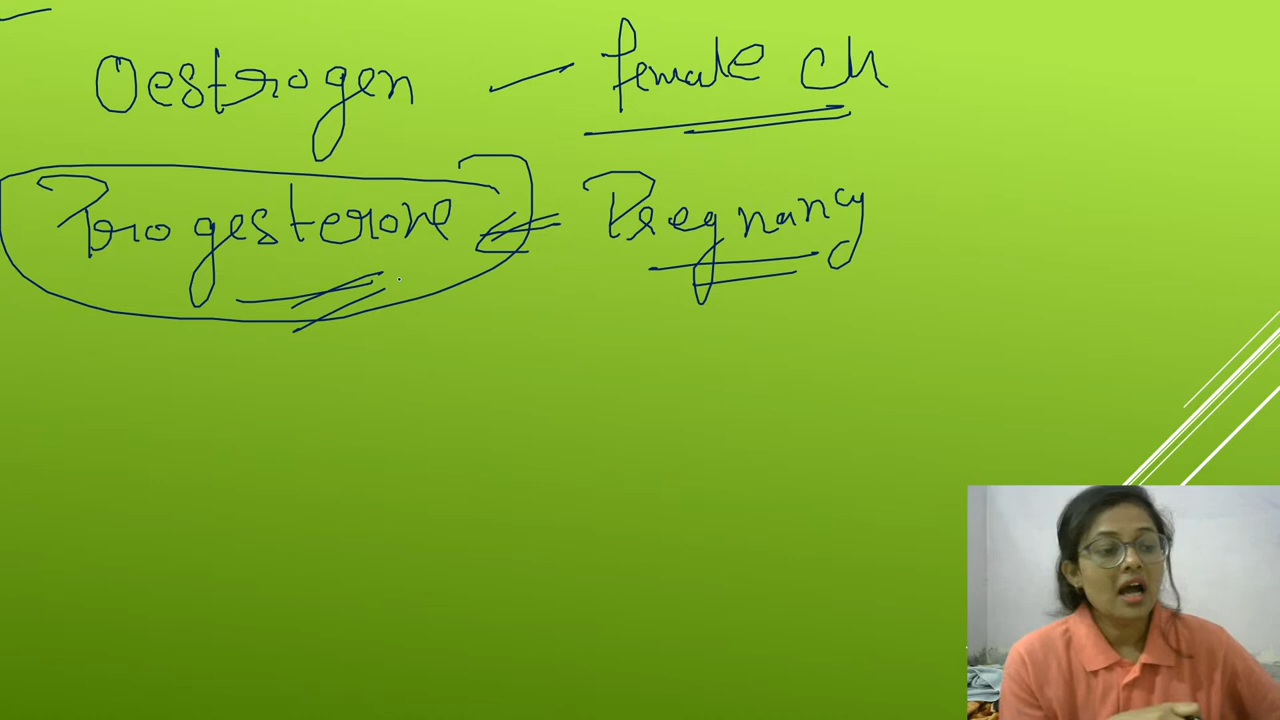 Oestrogen - female Ch
Progesterone = Pregnancy